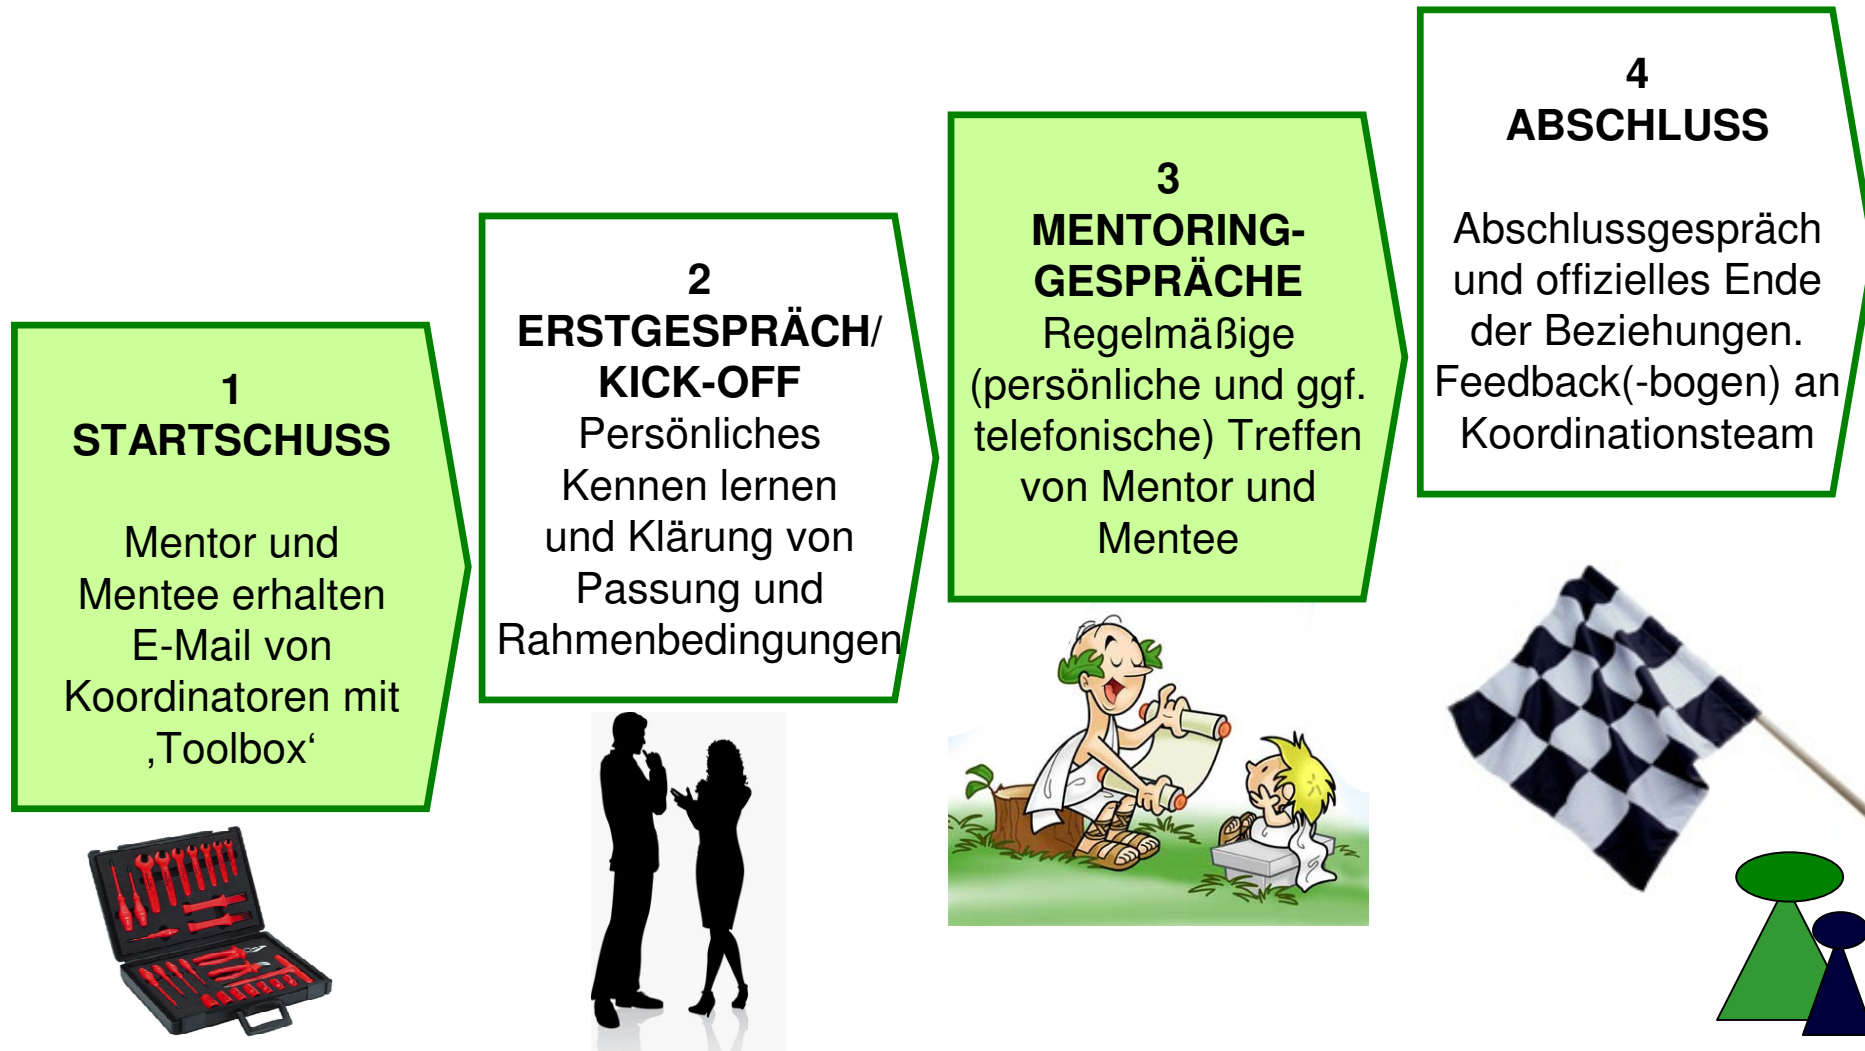 1
STARTSCHUSS
Mentor und
Mentee erhalten
E-Mail von
Koordinatoren mit
‚Toolbox‘
2
ERSTGESPRÄCH/
KICK-OFF
Persönliches
Kennen lernen
und Klärung von
Passung und
Rahmenbedingungen
3
MENTORING-
GESPRÄCHE
Regelmäßige
(persönliche und ggf.
telefonische) Treffen
von Mentor und
Mentee
4
ABSCHLUSS
Abschlussgespräch
und offizielles Ende
der Beziehungen.
Feedback(-bogen) an
Koordinationsteam